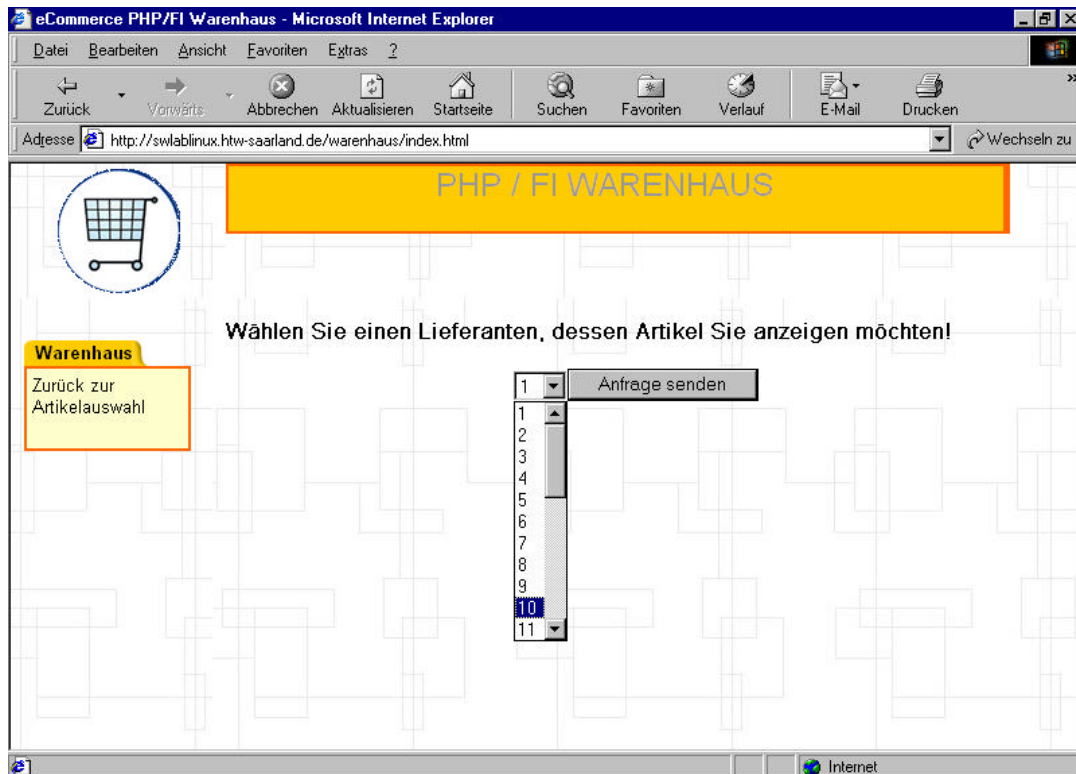 eCommerce PHP/FI Warenhaus - Microsoft Internet Explorer
Datei Bearbeiten Ansicht Favoriten Extras ?
Zurück Vorwärts Abbrechen Aktualisieren Startseite Suchen Favoriten Verlauf E-Mail Drucken
Adresse http://swlablinux.htw-saarland.de/warenhaus/index.html Wechseln zu
PHP / FI WARENHAUS
Wählen Sie einen Lieferanten, dessen Artikel Sie anzeigen möchten!
Warenhaus
Zurück zur
Artikelauswahl
1 Anfrage senden
1
2
3
4
5
6
7
8
9
10
11
Internet